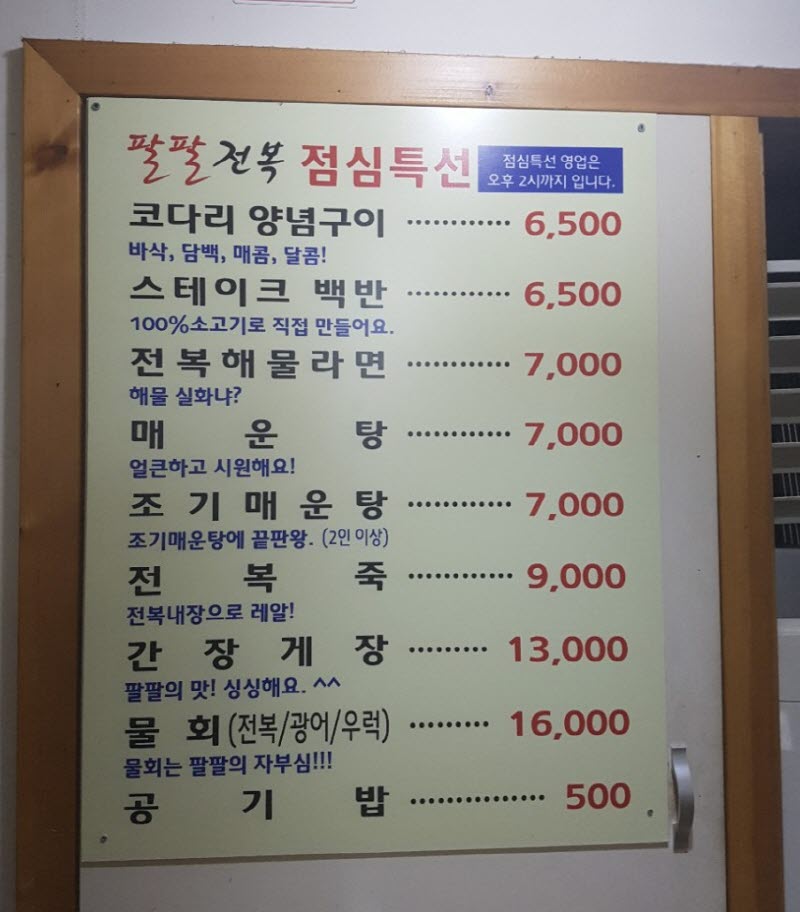 팔팔전복 점심특선
점심특선 영업은
오후 2시까지 입니다.
코다리 양념구이 ············ 6,500
바삭, 담백, 매콤, 달콤!
스테이크 백반 ············ 6,500
100%소고기로 직접 만들어요.
전복해물라면 ············ 7,000
해물 실화냐?
매운탕 ············ 7,000
얼큰하고 시원해요!
조기매운탕 ············ 7,000
조기매운탕에 끝판왕. (2인 이상)
전복죽 ············ 9,000
전복내장으로 레알!
간장게장 ········· 13,000
팔팔의 맛! 싱싱해요. ^^
물회(전복/광어/우럭) ········· 16,000
물회는 팔팔의 자부심!!!
공기밥 ··············· 500